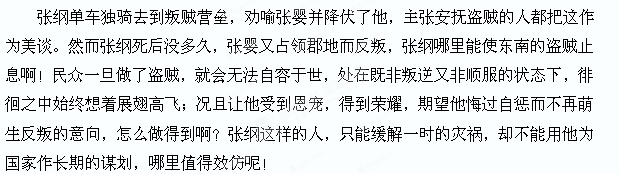 张纲单车独骑去到叛贼营垒，劝喻张婴并降伏了他，主张安抚盗贼的人都把这作
为美谈。然而张纲死后没多久，张婴又占领郡地而反叛，张纲哪里能使东南的盗贼止
息啊！民众一旦做了盗贼，就会无法自容于世，处在既非叛逆又非顺服的状态下，徘
徊之中始终想着展翅高飞；况且让他受到恩宠，得到荣耀，期望他悔过自惩而不再萌
生反叛的意向，怎么做得到啊？张纲这样的人，只能缓解一时的灾祸，却不能用他为
国家作长期的谋划，哪里值得效仿呢！